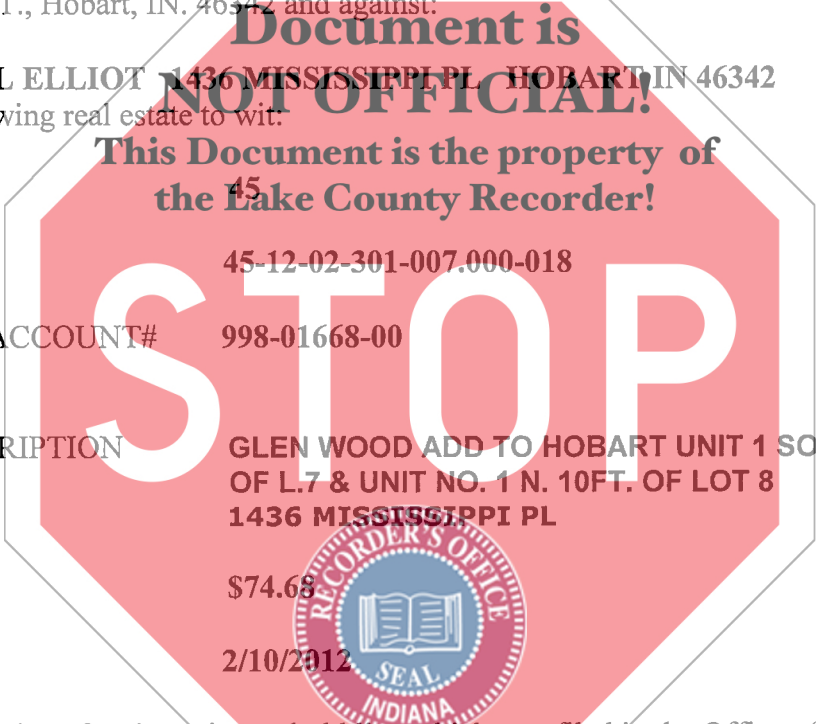 T., Hobart, IN. 46342 and against:
Document is
L ELLIOT 1436 MISSISSIPPI PL HOBART IN 46342
NOT OFFICIAL!
wing real estate to wit:
This Document is the property of
45
the Lake County Recorder!
45-12-02-301-007.000-018
STOP
ACCOUNT# 998-01668-00
RIPTION GLEN WOOD ADD TO HOBART UNIT 1 SO
OF L.7 & UNIT NO. 1 N. 10FT. OF LOT 8
1436 MISSISSIPPI PL
$74.68
RECORDER'S OFFICE
2/10/2012
SEAL
INDIANA